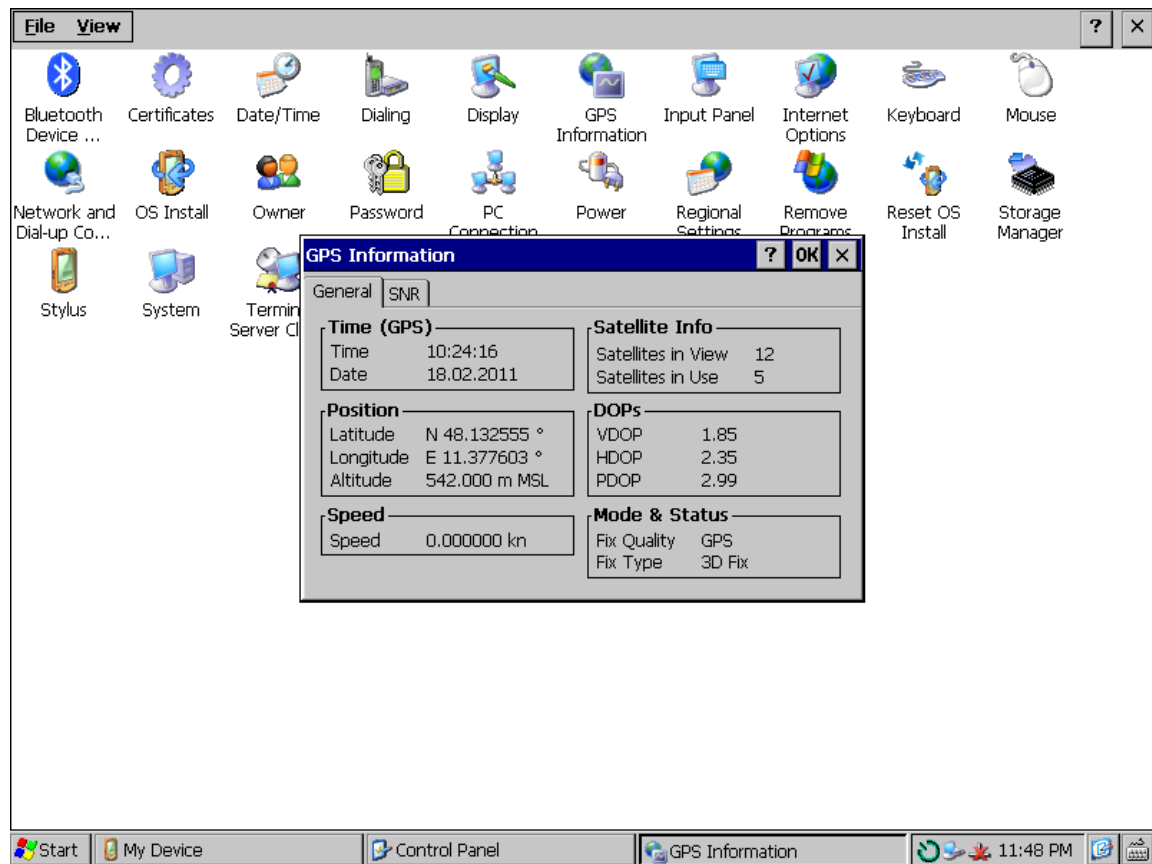 File View ? ×
Bluetooth Certificates Date/Time Dialing Display GPS Input Panel Internet Keyboard Mouse
Device ... Information Options
Network and OS Install Owner Password PC Power Regional Remove Reset OS Storage
Dial-up Co... Connection Settings Programs Install Manager
GPS Information ? OK ×
Stylus System Termin
Server Cl
General SNR
Time (GPS)
Time 10:24:16
Date 18.02.2011
Satellite Info
Satellites in View 12
Satellites in Use 5
Position
Latitude N 48.132555 °
Longitude E 11.377603 °
Altitude 542.000 m MSL
DOPs
VDOP 1.85
HDOP 2.35
PDOP 2.99
Speed
Speed 0.000000 kn
Mode & Status
Fix Quality GPS
Fix Type 3D Fix
Start My Device Control Panel GPS Information 11:48 PM